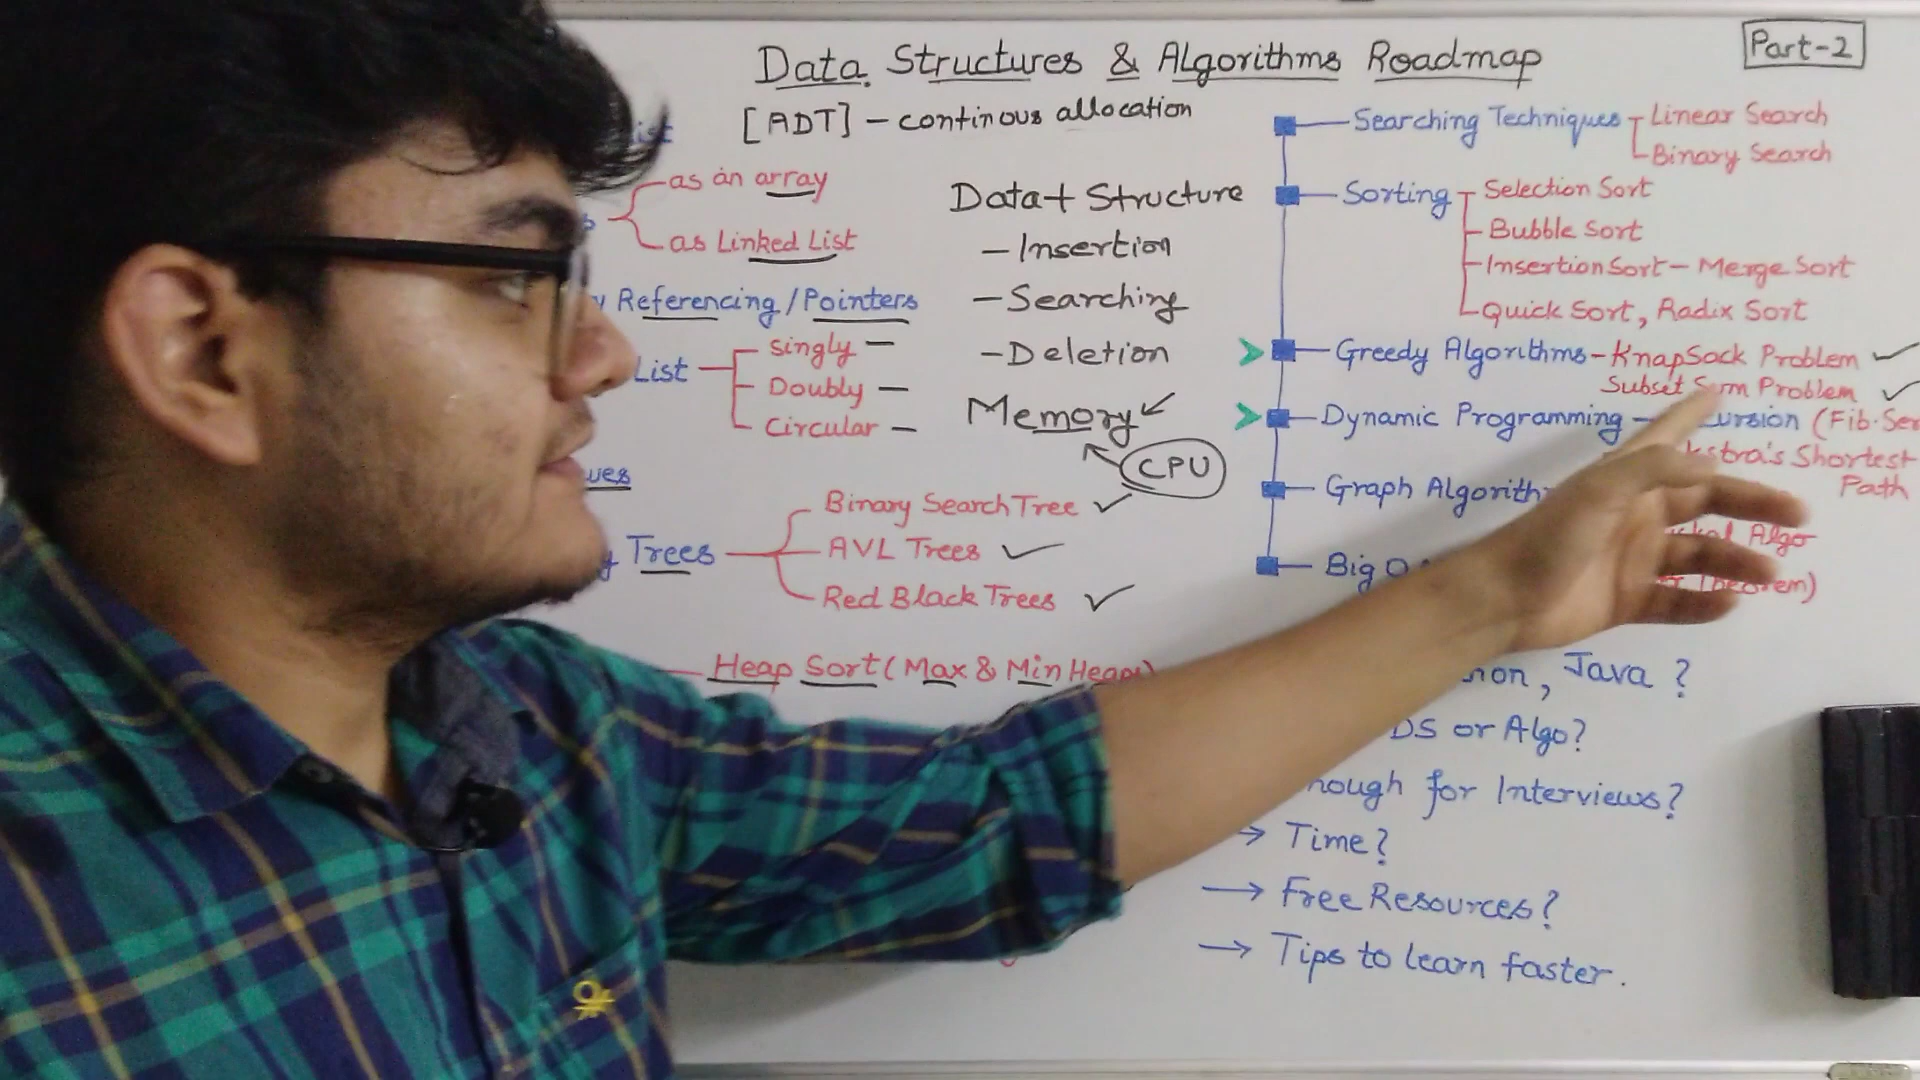 Data Structures & Algorithms Roadmap
Part-2
[ADT] - continous allocation
as an array
as Linked List
Referencing / Pointers
List
Singly
Doubly
Circular
Trees
Binary Search Tree
AVL Trees
Red Black Trees
Heap Sort (Max & Min Heap)
Data + Structure
- Insertion
- Searching
- Deletion
Memory
CPU
Searching Techniques
Linear Search
Binary Search
Sorting
Selection Sort
Bubble Sort
Insertion Sort - Merge Sort
Quick Sort, Radix Sort
Greedy Algorithms - KnapSack Problem
Subset Sum Problem
Dynamic Programming - (Fib.Ser
Shortest
Path
Graph
Algo
Big O
Theorem)
, Java ?
DS or Algo?
for Interviews?
→ Time?
→ Free Resources?
→ Tips to learn faster.